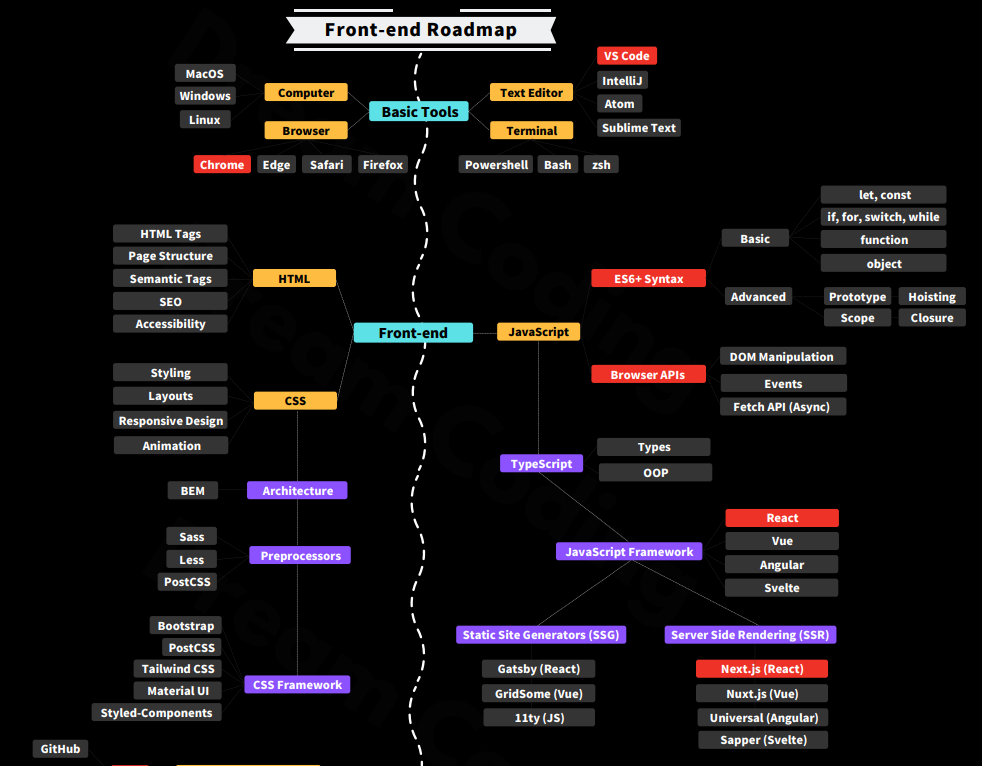 Front-end Roadmap
MacOS
Windows
Linux
Computer
Browser
Basic Tools
Text Editor
Terminal
VS Code
IntelliJ
Atom
Sublime Text
Chrome
Edge
Safari
Firefox
Powershell
Bash
zsh
HTML Tags
Page Structure
Semantic Tags
SEO
Accessibility
HTML
Front-end
JavaScript
ES6+ Syntax
Basic
let, const
if, for, switch, while
function
object
Advanced
Prototype
Hoisting
Scope
Closure
Browser APIs
DOM Manipulation
Events
Fetch API (Async)
Styling
Layouts
Responsive Design
Animation
CSS
TypeScript
Types
OOP
BEM
Architecture
Sass
Less
PostCSS
Preprocessors
JavaScript Framework
React
Vue
Angular
Svelte
Bootstrap
PostCSS
Tailwind CSS
Material UI
Styled-Components
CSS Framework
Static Site Generators (SSG)
Gatsby (React)
GridSome (Vue)
11ty (JS)
Server Side Rendering (SSR)
Next.js (React)
Nuxt.js (Vue)
Universal (Angular)
Sapper (Svelte)
GitHub
Dream Coding
Dream Coding
Dream Co